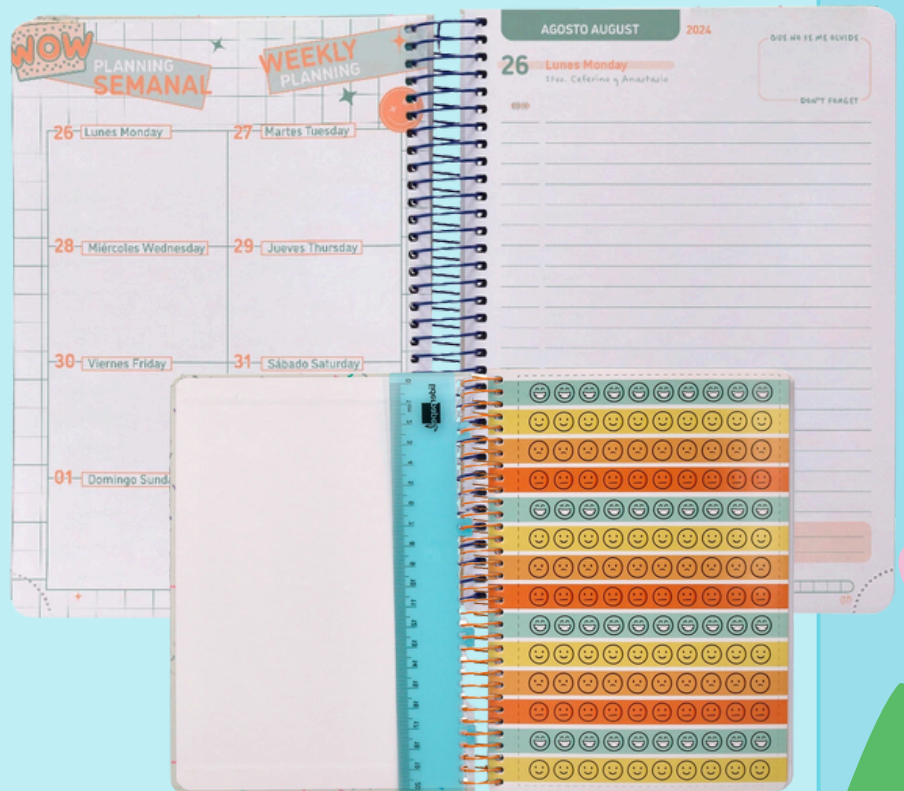 WOW
PLANNING
SEMANAL
WEEKLY
PLANNING
26 Lunes Monday
27 Martes Tuesday
28 Miércoles Wednesday
29 Jueves Thursday
30 Viernes Friday
31 Sábado Saturday
01 Domingo
AGOSTO AUGUST
2024
26
Lunes Monday
Stos. Ceferino y Anastasio
QUE NO SE ME OLVIDE
DON'T FORGET